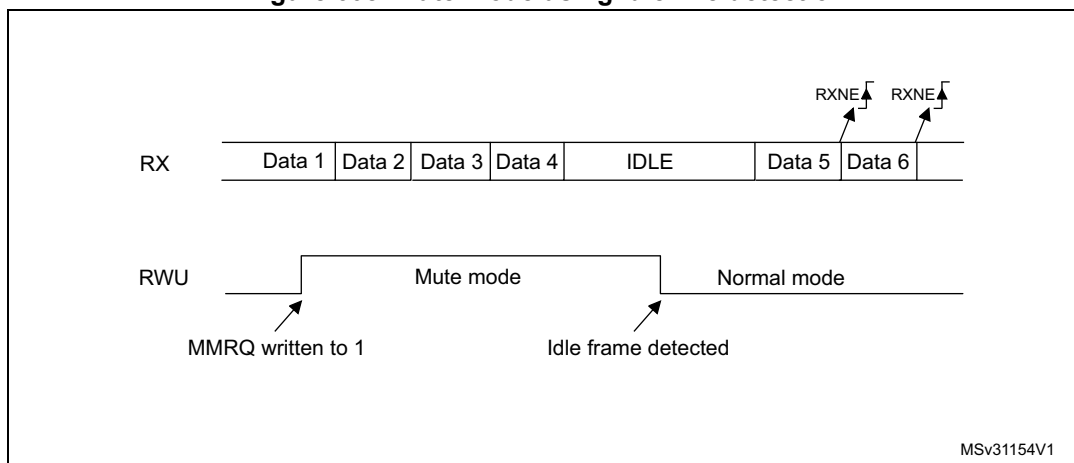 RXNE RXNE
RX Data 1 Data 2 Data 3 Data 4 IDLE Data 5 Data 6
RWU Mute mode Normal mode
MMRQ written to 1 Idle frame detected
MSv31154V1